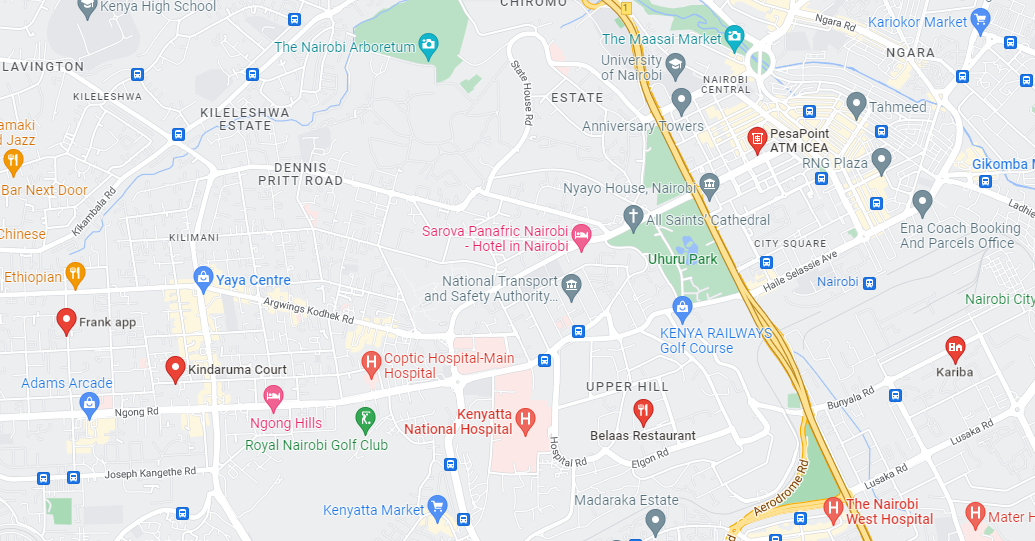 Kenya High School
CHIROMO
DENNIS
Ngara Rd
Kariokor Market
The Nairobi Arboretum
The Maasai Market
LAVINGTON
University
of Nairobi
NGARA
State House Rd
KILELESHWA
ESTATE
NAIROBI
CENTRAL
KILELESHWA
ESTATE
Tahmeed
amaki
d Jazz
Anniversary Towers
PesaPoint
ATM ICEA
RNG Plaza
Gikomba M
DENNIS
PRITT ROAD
Bar Next Door
Nyayo House, Nairobi
Kikambala Rd
Ladhie
All Saints' Cathedral
Chinese
KILIMANI
Sarova Panafric Nairobi
- Hotel in Nairobi
Ena Coach Booking
And Parcels Office
CITY SQUARE
Uhuru Park
Haile Selassie Ave
Ethiopian
Yaya Centre
National Transport
and Safety Authority...
Nairobi
Argwings Kodhek Rd
Nairobi City
Frank app
KENYA RAILWAYS
Golf Course
Coptic Hospital-Main
Hospital
Kindaruma Court
Kariba
Adams Arcade
UPPER HILL
Bunyala Rd
Ngong Rd
Ngong Hills
Kenyatta
National Hospital
Royal Nairobi Golf Club
Belaas Restaurant
Lusaka Rd
Hospital Rd
Elgon Rd
Joseph Kangethe Rd
Lusaka Rd
Aerodrome Rd
Madaraka Estate
Kenyatta Market
The Nairobi
West Hospital
Mater H